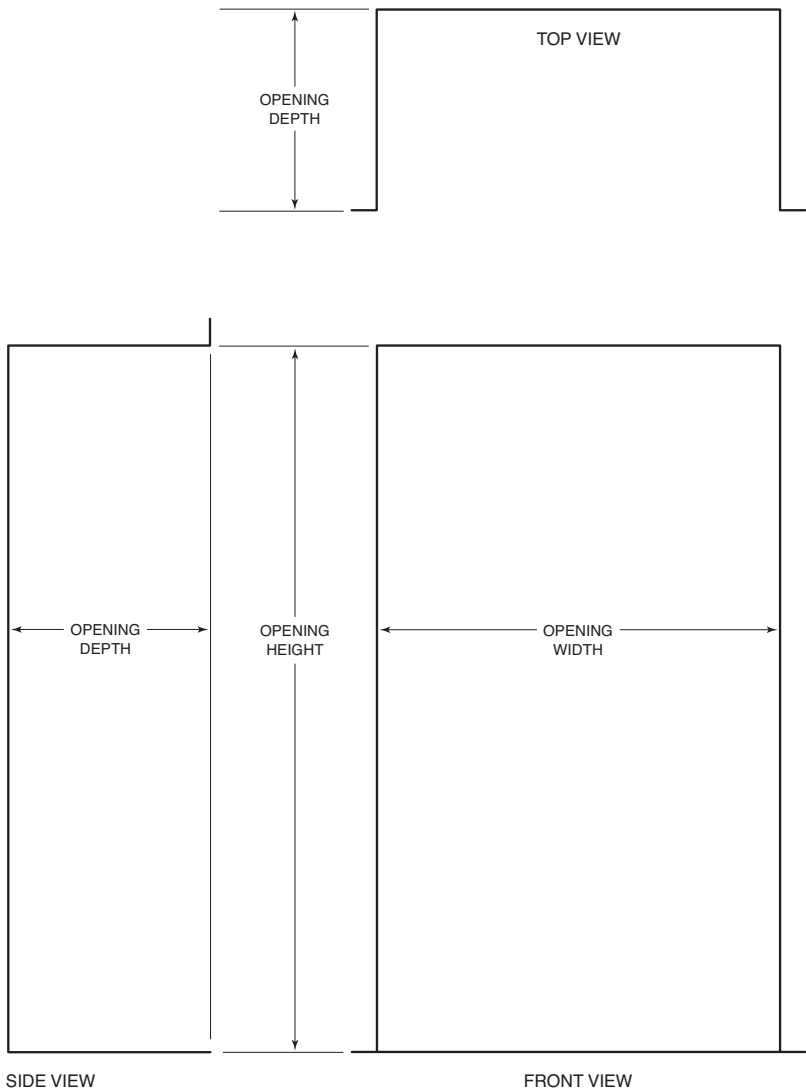 TOP VIEW
OPENING
DEPTH
OPENING
DEPTH
OPENING
HEIGHT
OPENING
WIDTH
SIDE VIEW
FRONT VIEW